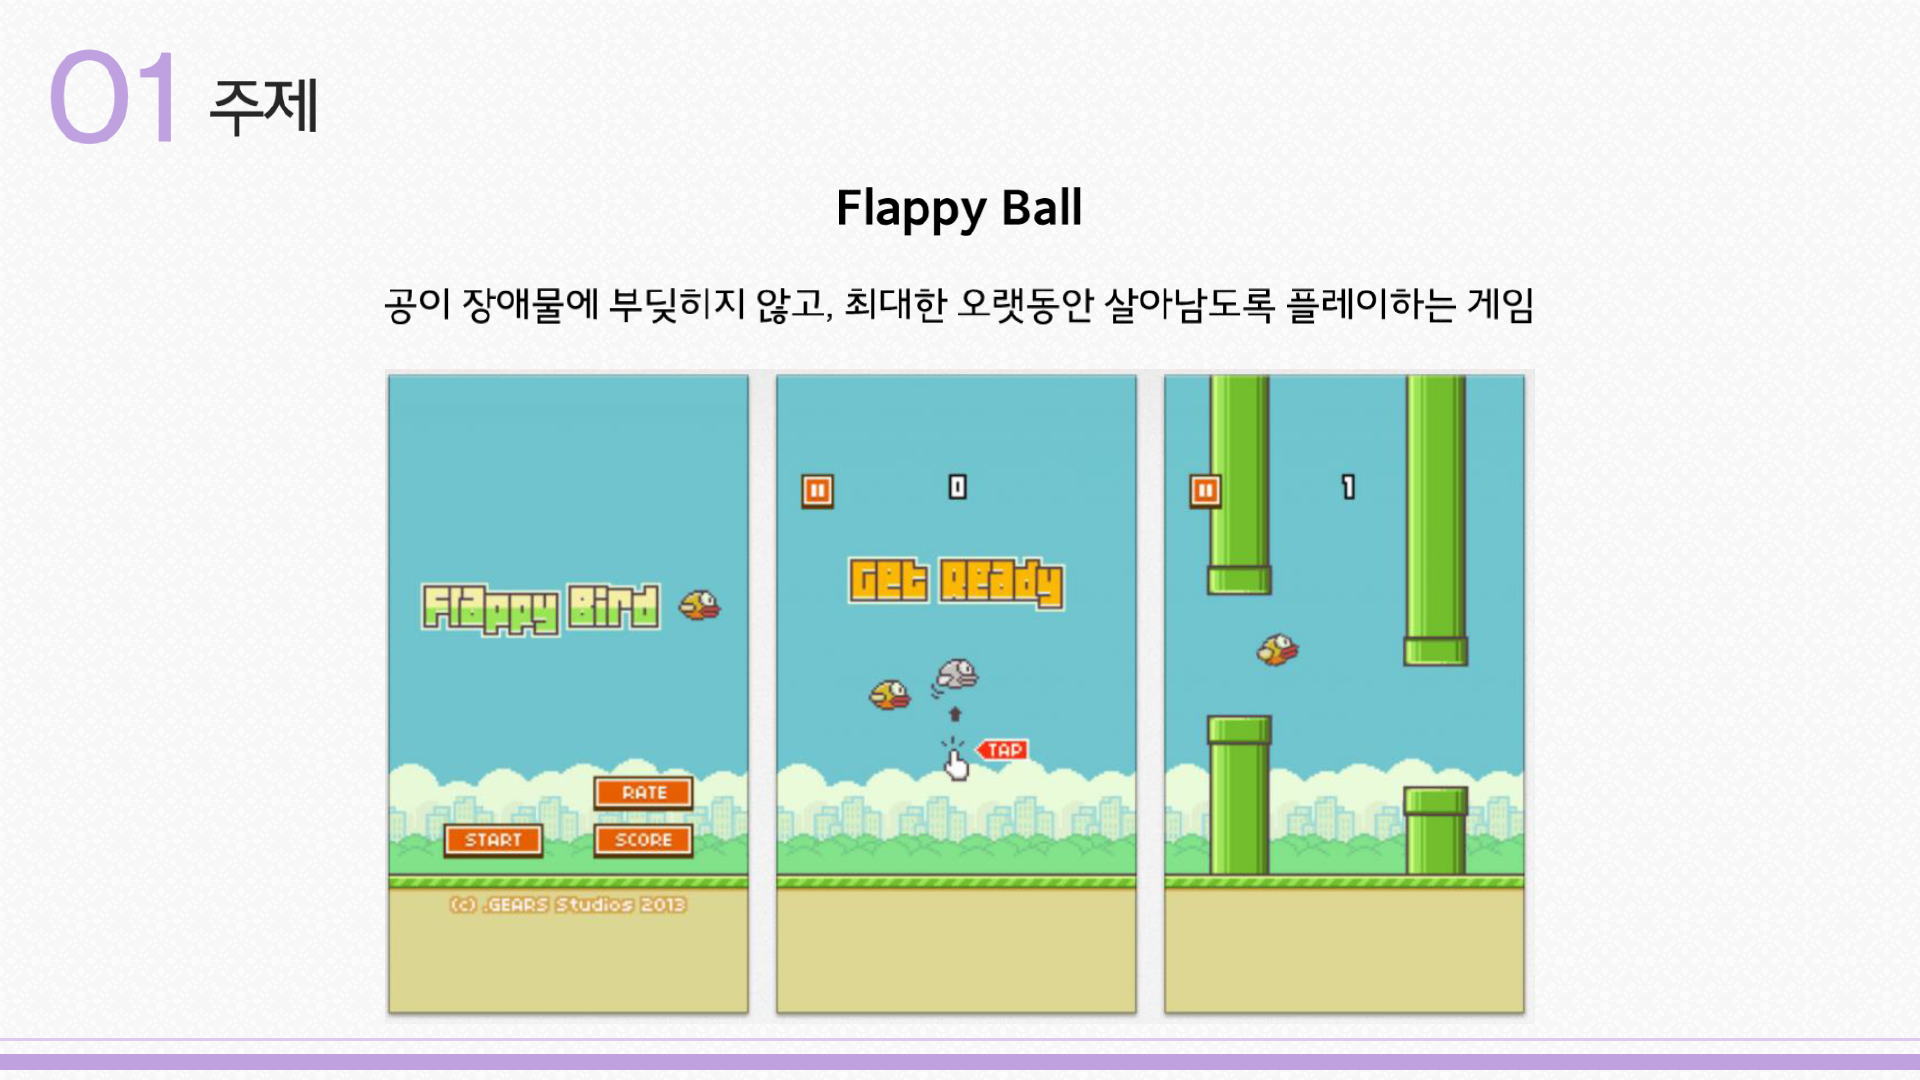 01 주제
Flappy Ball
공이 장애물에 부딪히지 않고, 최대한 오랫동안 살아남도록 플레이하는 게임
Flappy Bird
RATE
START
SCORE
(c) .GEARS Studios 2013
0
Get Ready
TAP
1